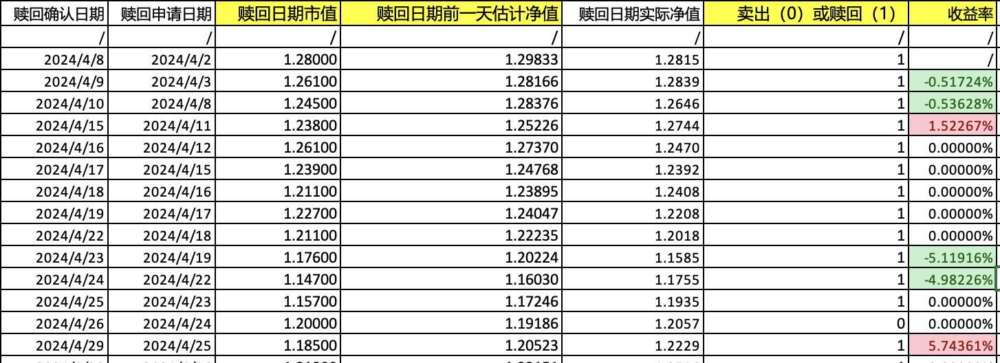 赎回确认日期 赎回申请日期 赎回日期市值 赎回日期前一天估计净值 赎回日期实际净值 卖出（0）或赎回（1） 收益率
/ / / / / / /
2024/4/8 2024/4/2 1.28000 1.29833 1.2815 1 /
2024/4/9 2024/4/3 1.26100 1.28166 1.2839 1 -0.51724%
2024/4/10 2024/4/8 1.24500 1.28376 1.2646 1 -0.53628%
2024/4/15 2024/4/11 1.23800 1.25226 1.2744 1 1.52267%
2024/4/16 2024/4/12 1.26100 1.27370 1.2470 1 0.00000%
2024/4/17 2024/4/15 1.23900 1.24768 1.2392 1 0.00000%
2024/4/18 2024/4/16 1.21100 1.23895 1.2408 1 0.00000%
2024/4/19 2024/4/17 1.22700 1.24047 1.2208 1 0.00000%
2024/4/22 2024/4/18 1.21100 1.22235 1.2018 1 0.00000%
2024/4/23 2024/4/19 1.17600 1.20224 1.1585 1 -5.11916%
2024/4/24 2024/4/22 1.14700 1.16030 1.1755 1 -4.98226%
2024/4/25 2024/4/23 1.15700 1.17246 1.1935 1 0.00000%
2024/4/26 2024/4/24 1.20000 1.19186 1.2057 0 0.00000%
2024/4/29 2024/4/25 1.18500 1.20523 1.2229 1 5.74361%